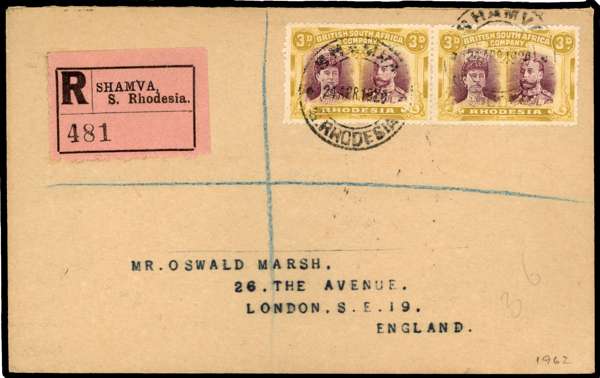 R
SHAMVA,
S. Rhodesia.
481
3D BRITISH SOUTH AFRICA 3D
COMPANY
RHODESIA
3D BRITISH SOUTH AFRICA 3D
COMPANY
RHODESIA
SHAMVA
S. RHODESIA
SHAMVA
MR. OSWALD MARSH,
26. THE AVENUE.
LONDON. S. E. 19.
ENGLAND.
1962